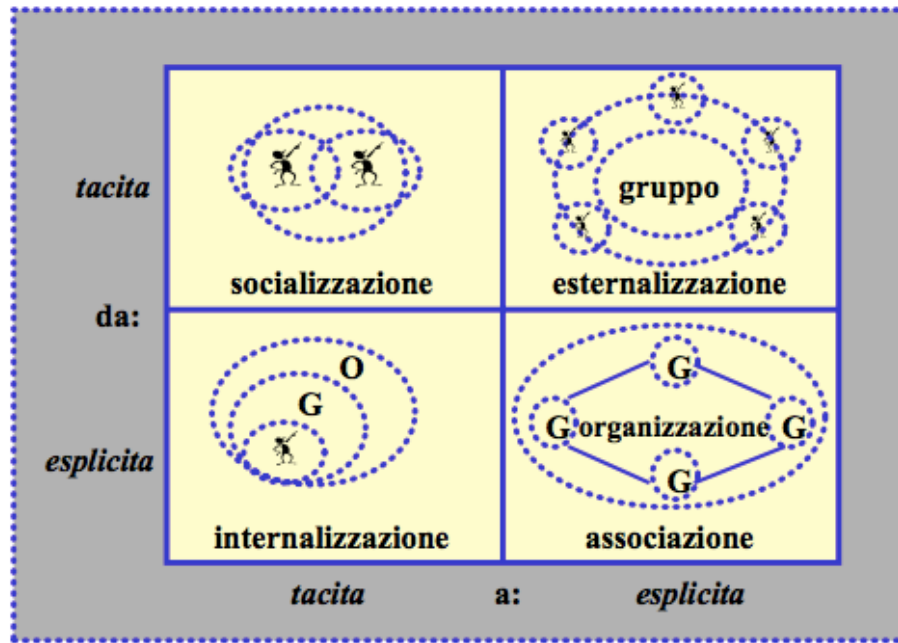 tacita
gruppo
socializzazione
esternalizzazione
da:
O
G
G
G organizzazione G
esplicita
G
internalizzazione
associazione
tacita a: esplicita